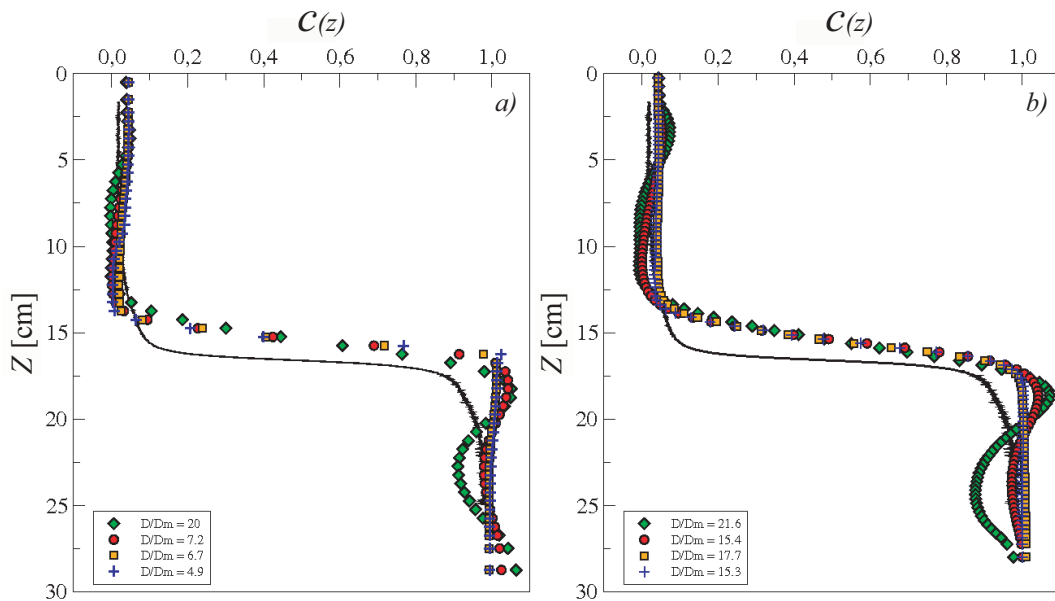 c(z)
0,0 0,2 0,4 0,6 0,8 1,0
a)
0
5
10
15
20
25
30
Z [cm]
D/Dm = 20
D/Dm = 7.2
D/Dm = 6.7
D/Dm = 4.9
c(z)
0,0 0,2 0,4 0,6 0,8 1,0
b)
0
5
10
15
20
25
30
Z [cm]
D/Dm = 21.6
D/Dm = 15.4
D/Dm = 17.7
D/Dm = 15.3